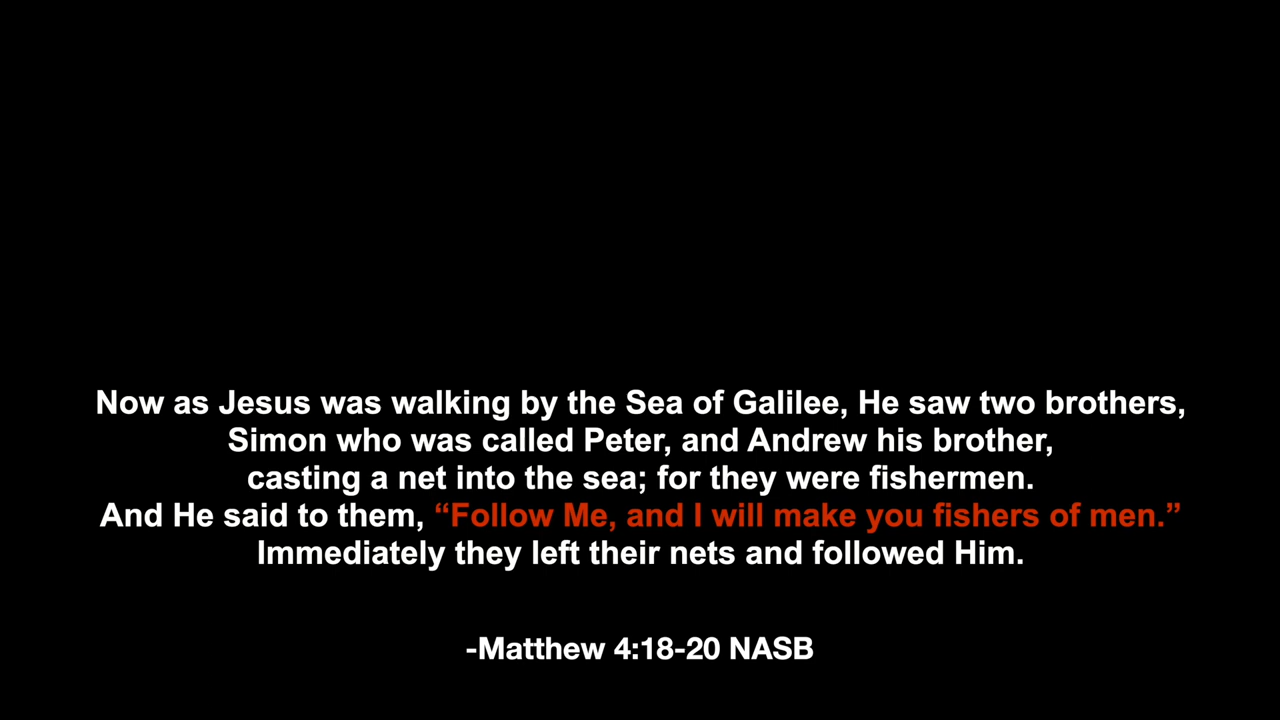 Now as Jesus was walking by the Sea of Galilee, He saw two brothers,
Simon who was called Peter, and Andrew his brother,
casting a net into the sea; for they were fishermen.
And He said to them, “Follow Me, and I will make you fishers of men.”
Immediately they left their nets and followed Him.
-Matthew 4:18-20 NASB